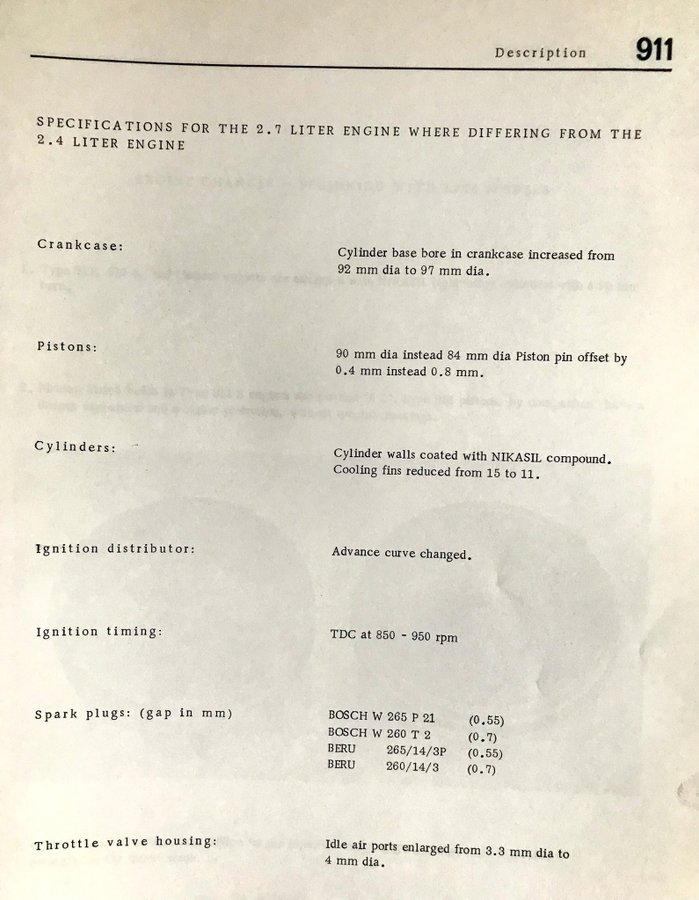 Description 911
SPECIFICATIONS FOR THE 2.7 LITER ENGINE WHERE DIFFERING FROM THE
2.4 LITER ENGINE
Crankcase:
Cylinder base bore in crankcase increased from
92 mm dia to 97 mm dia.
Pistons:
90 mm dia instead 84 mm dia Piston pin offset by
0.4 mm instead 0.8 mm.
Cylinders:
Cylinder walls coated with NIKASIL compound.
Cooling fins reduced from 15 to 11.
Ignition distributor:
Advance curve changed.
Ignition timing:
TDC at 850 - 950 rpm
Spark plugs: (gap in mm)
BOSCH W 265 P 21 (0.55)
BOSCH W 260 T 2 (0.7)
BERU 265/14/3P (0.55)
BERU 260/14/3 (0.7)
Throttle valve housing:
Idle air ports enlarged from 3.3 mm dia to
4 mm dia.